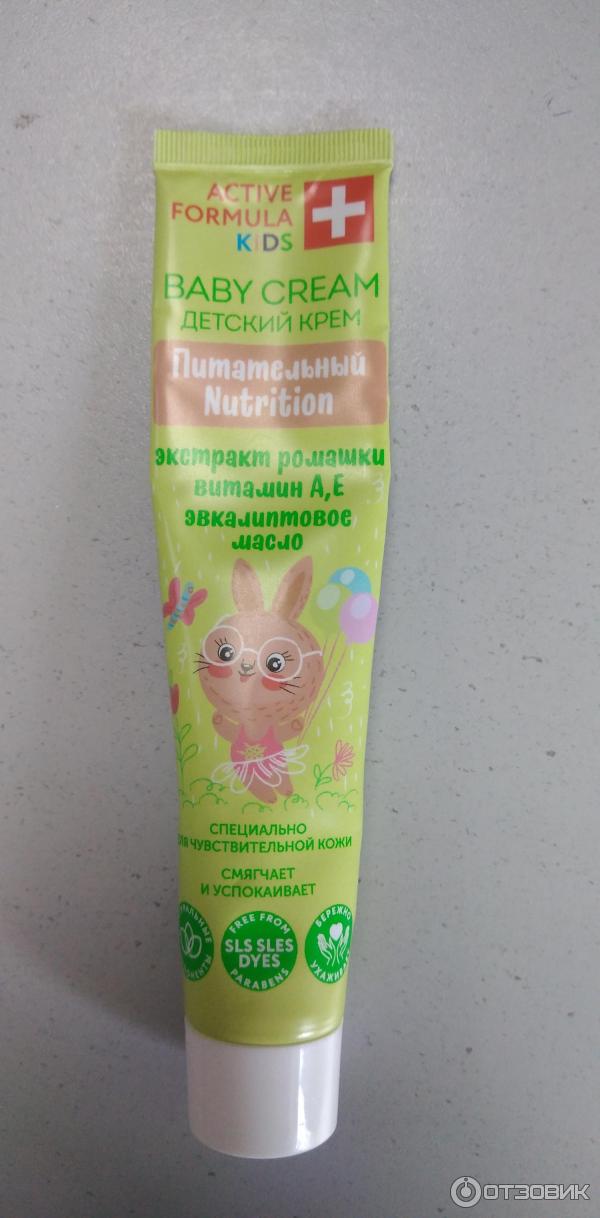 ACTIVE
FORMULA
KiDS
BABY CREAM
ДЕТСКИЙ КРЕМ
Питательный
Nutrition
экстракт ромашки
витамин А,Е
эвкалиптовое
масло
СПЕЦИАЛЬНО
ЧУВСТВИТЕЛЬНОЙ КОЖИ
СМЯГЧАЕТ
И УСПОКАИВАЕТ
FREE FROM
SLS SLES
DYES
PARABENS
БЕРЕЖНО
ОТЗОВИК